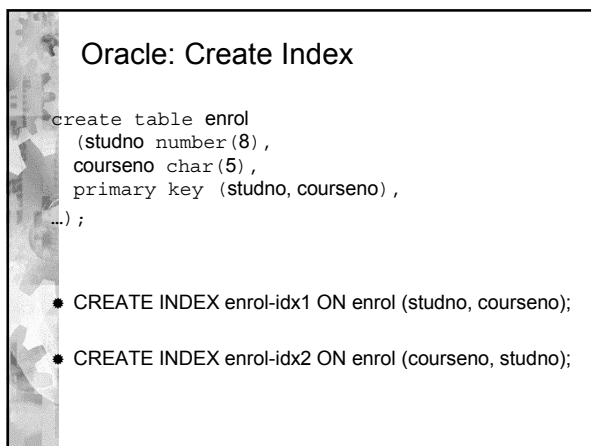 Oracle: Create Index
create table enrol
(studno number(8),
courseno char(5),
primary key (studno, courseno),
…);
✹ CREATE INDEX enrol-idx1 ON enrol (studno, courseno);
✹ CREATE INDEX enrol-idx2 ON enrol (courseno, studno);